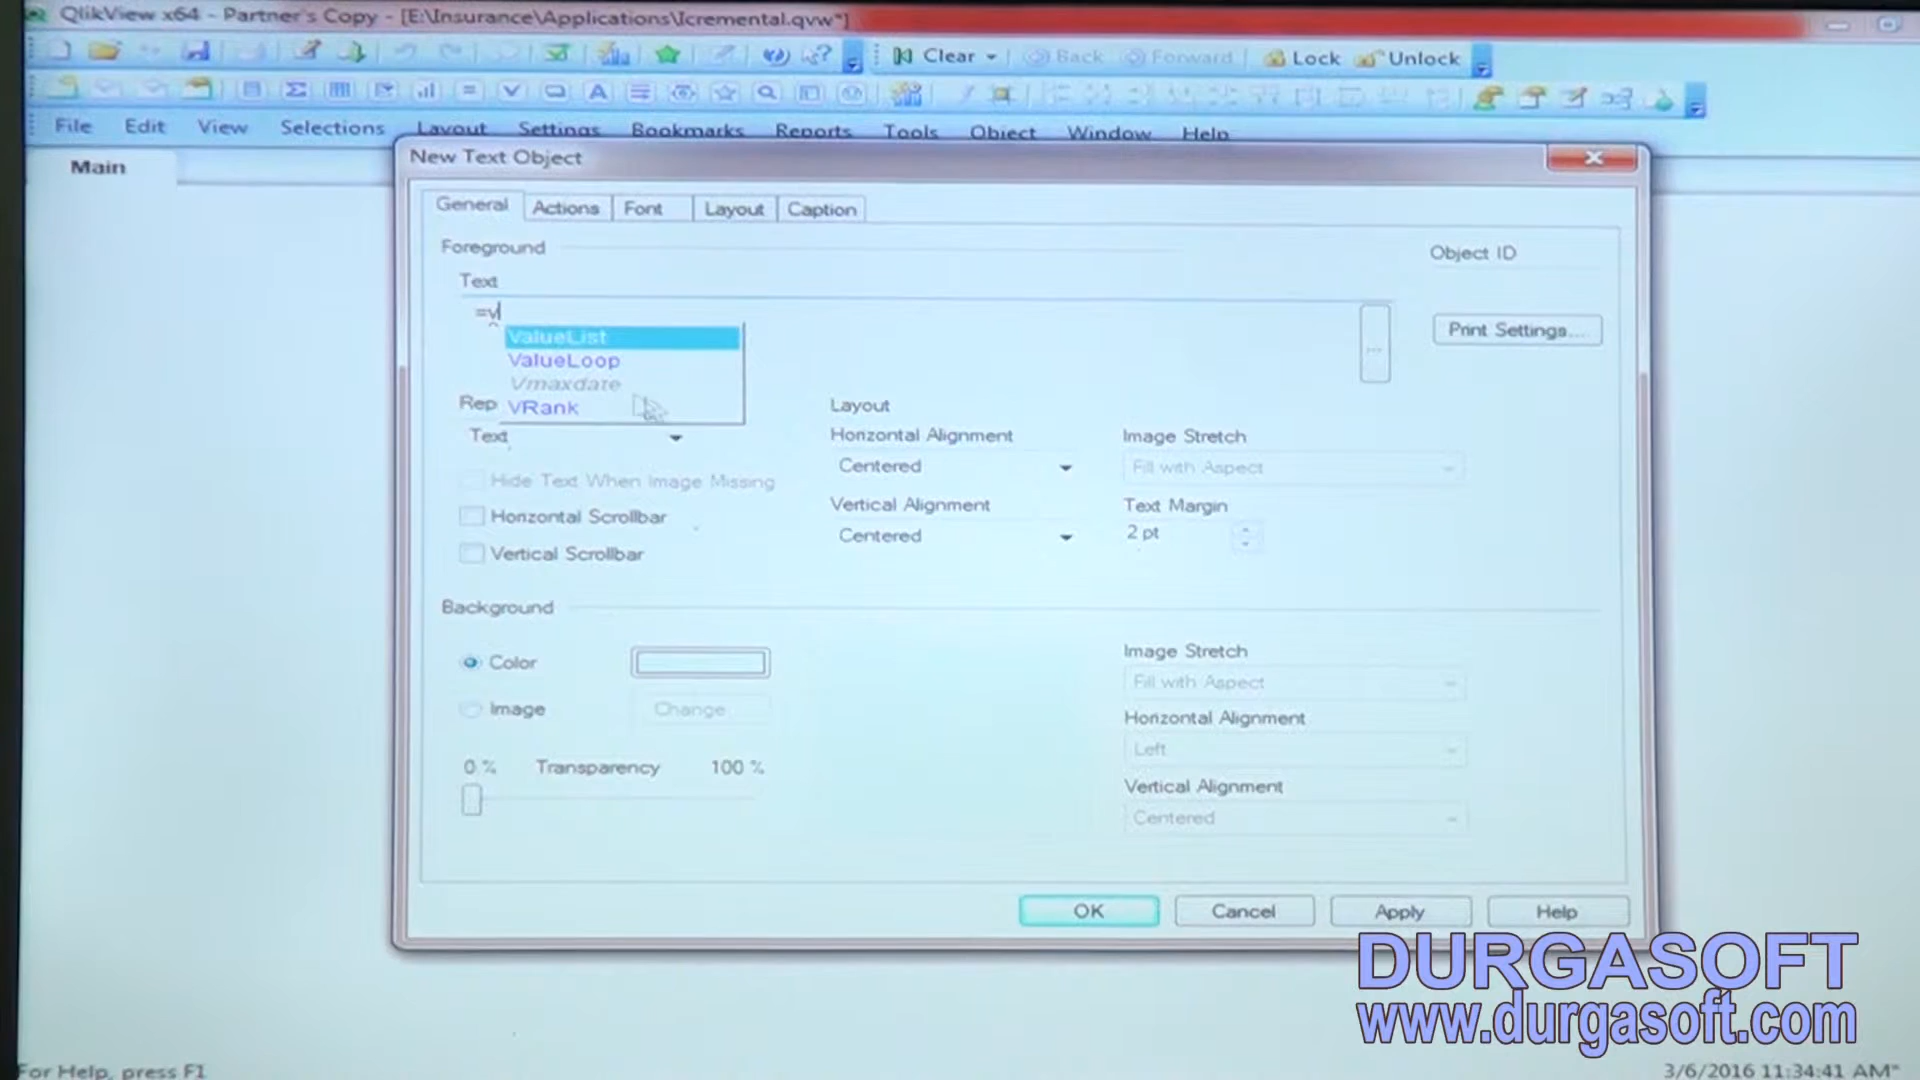 QlikView x64 - Partner's Copy - [E:\Insurance\Applications\Icremental.qvw*]
Clear Back Forward Lock Unlock
File Edit View Selections Layout Settings Bookmarks Reports Tools Object Window Help
Main
New Text Object
General Actions Font Layout Caption
Foreground
Object ID
Text
=v
ValueList
ValueLoop
Vmaxdate
VRank
...
Print Settings...
Rep
Text
Layout
Horizontal Alignment
Centered
Image Stretch
Fill with Aspect
Hide Text When Image Missing
Horizontal Scrollbar
Vertical Scrollbar
Vertical Alignment
Centered
Text Margin
2 pt
Background
Color
Image
Change
0 % Transparency 100 %
Image Stretch
Fill with Aspect
Horizontal Alignment
Left
Vertical Alignment
Centered
OK Cancel Apply Help
DURGASOFT
www.durgasoft.com
For Help, press F1
3/6/2016 11:34:41 AM*